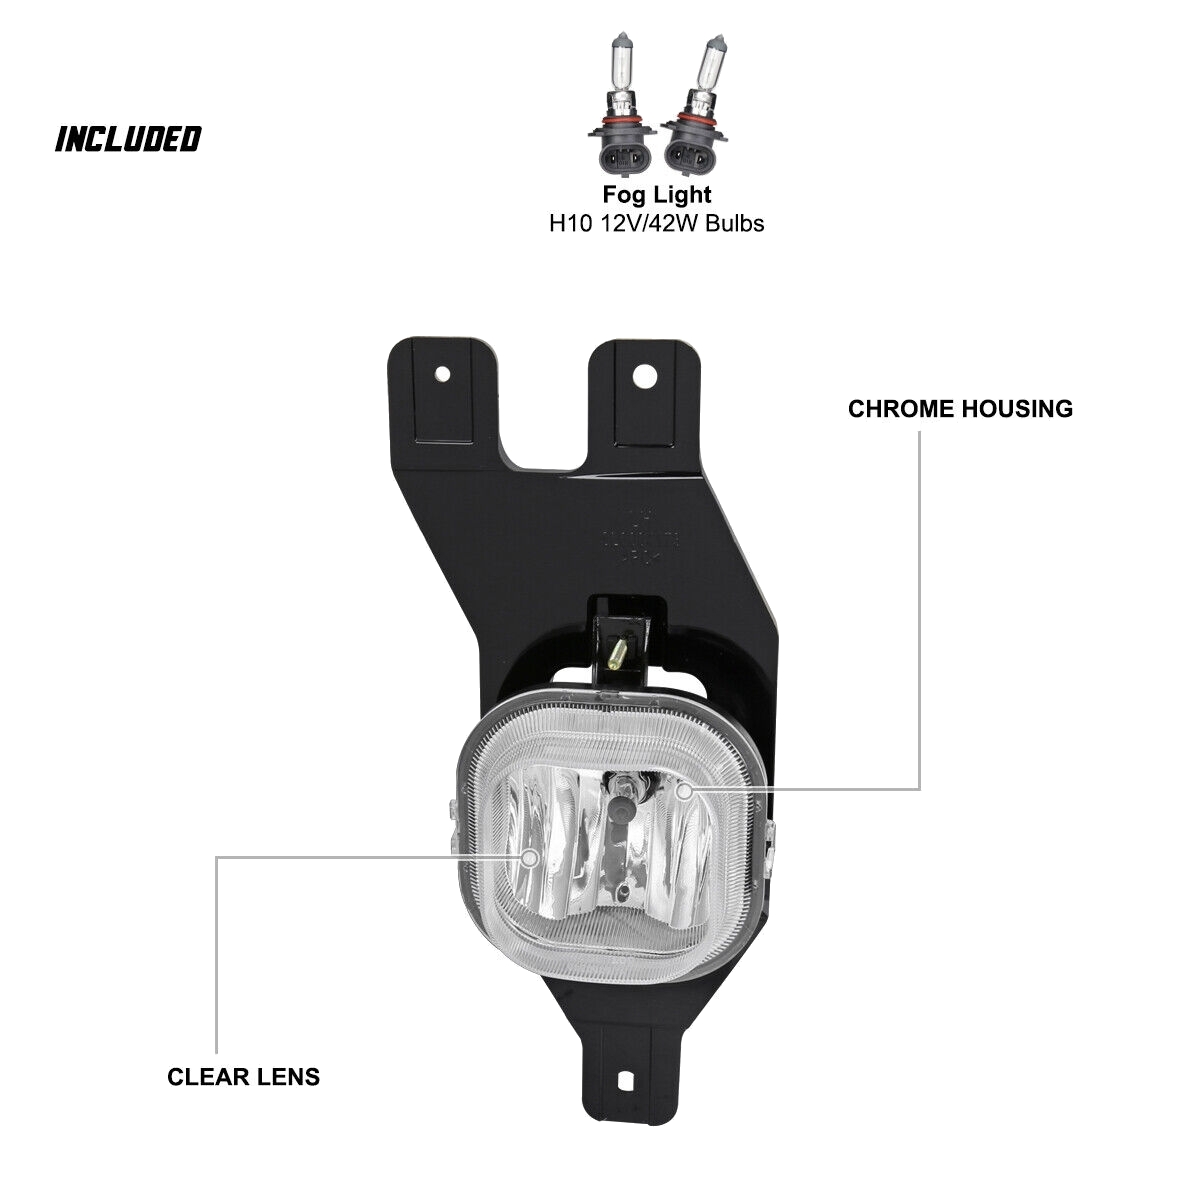 INCLUDED
Fog Light
H10 12V/42W Bulbs
CHROME HOUSING
CLEAR LENS